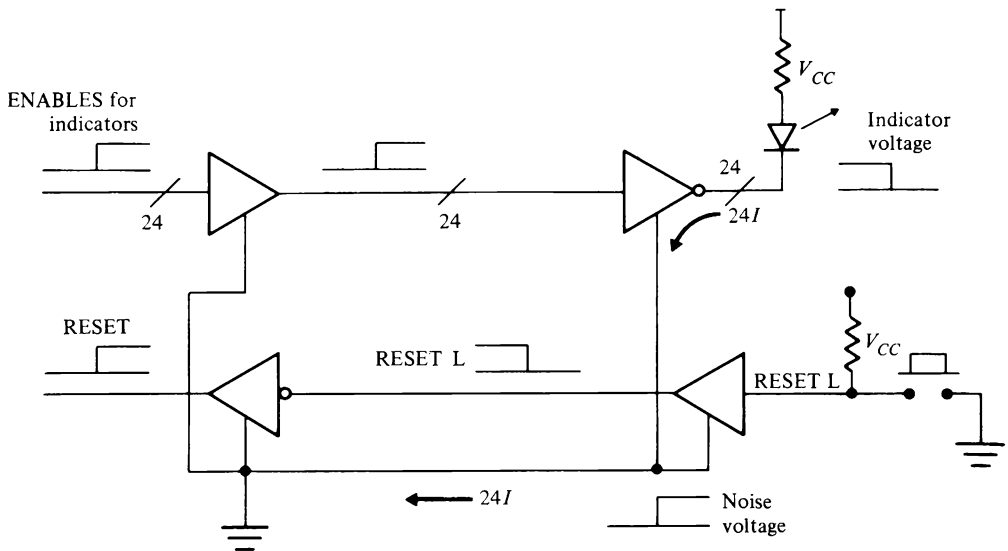 V_CC
ENABLES for
indicators
Indicator
voltage
24
24
24
24I
RESET
RESET L
RESET L
V_CC
24I
Noise
voltage